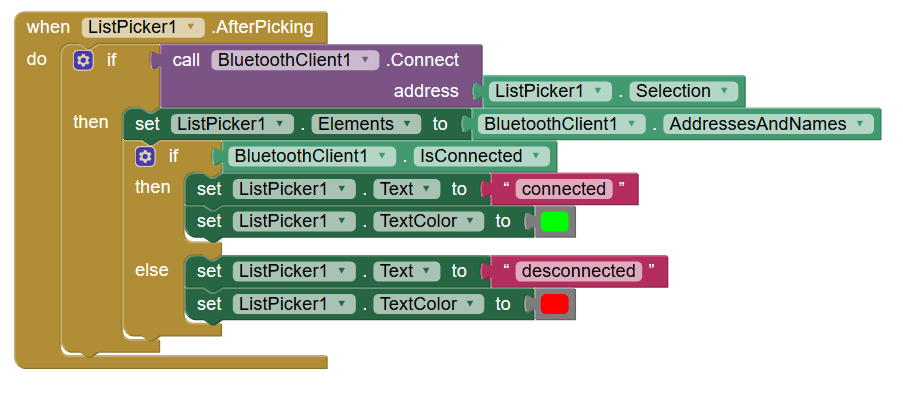 when ListPicker1 .AfterPicking
do if call BluetoothClient1 .Connect
address ListPicker1 . Selection
then set ListPicker1 . Elements to BluetoothClient1 . AddressesAndNames
if BluetoothClient1 . IsConnected
then set ListPicker1 . Text to “ connected ”
set ListPicker1 . TextColor to
else set ListPicker1 . Text to “ desconnected ”
set ListPicker1 . TextColor to